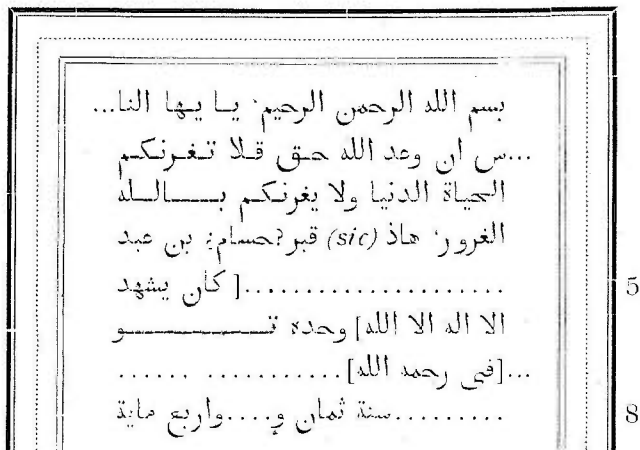 بسم الله الرحمن الرحيم· يا يها النا...
...س ان وعد الله حق فلا تغرنكم
الحياة الدنيا ولا يغرنكم بالله
الغرور· هاذ (sic) قبر ?حسام? بن عبد
......................[كان يشهد 5
الا اله الا الله] وحده تو
...[فى رحمه الله]........... ......
..........سنة ثمان و....واربع ماية 8